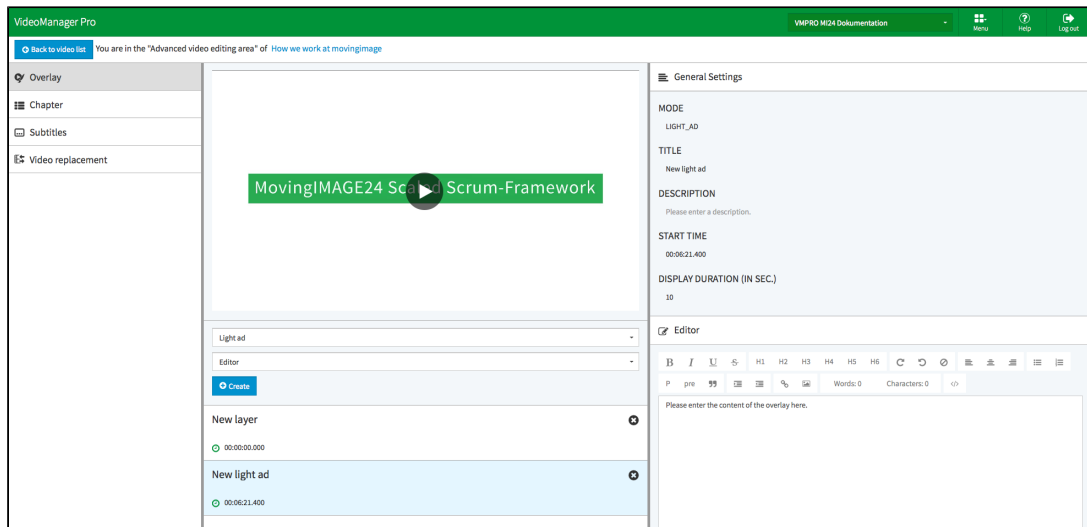 VideoManager Pro
VMPRO MI24 Dokumentation
Menu
Help
Log out
Back to video list
You are in the "Advanced video editing area" of How we work at movingimage
Overlay
Chapter
Subtitles
Video replacement
MovingIMAGE24 Scaled Scrum-Framework
Light ad
Editor
Create
New layer
00:00:00.000
New light ad
00:06:21.400
General Settings
MODE
LIGHT_AD
TITLE
New light ad
DESCRIPTION
Please enter a description.
START TIME
00:06:21.400
DISPLAY DURATION (IN SEC.)
10
Editor
B I U S H1 H2 H3 H4 H5 H6
P pre Words: 0 Characters: 0 </>
Please enter the content of the overlay here.